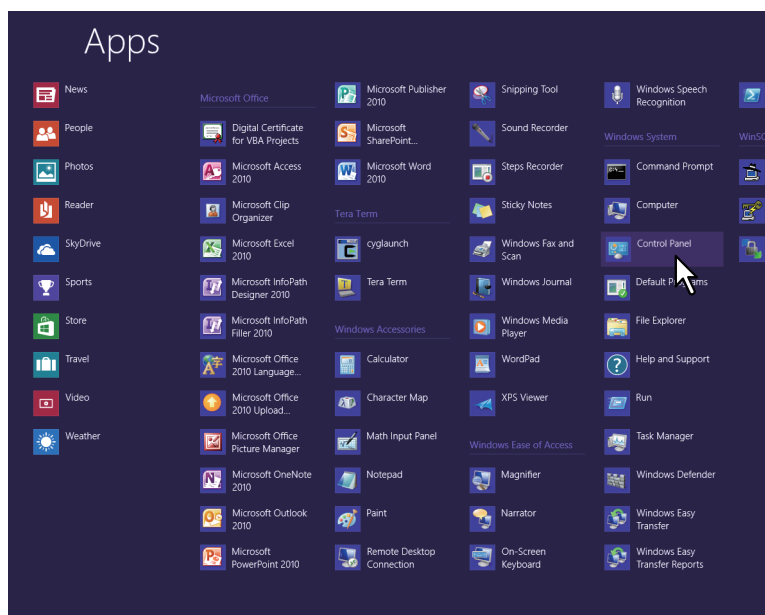 Apps
News
People
Photos
Reader
SkyDrive
Sports
Store
Travel
Video
Weather
Microsoft Office
Digital Certificate
for VBA Projects
Microsoft Access
2010
Microsoft Clip
Organizer
Microsoft Excel
2010
Microsoft InfoPath
Designer 2010
Microsoft InfoPath
Filler 2010
Microsoft Office
2010 Language...
Microsoft Office
2010 Upload...
Microsoft Office
Picture Manager
Microsoft OneNote
2010
Microsoft Outlook
2010
Microsoft
PowerPoint 2010
Microsoft Publisher
2010
Microsoft
SharePoint...
Microsoft Word
2010
Tera Term
cyglaunch
Tera Term
Windows Accessories
Calculator
Character Map
Math Input Panel
Notepad
Paint
Remote Desktop
Connection
Snipping Tool
Sound Recorder
Steps Recorder
Sticky Notes
Windows Fax and
Scan
Windows Journal
Windows Media
Player
WordPad
XPS Viewer
Windows Ease of Access
Magnifier
Narrator
On-Screen
Keyboard
Windows Speech
Recognition
Windows System
Command Prompt
Computer
Control Panel
Default
File Explorer
Help and Support
Run
Task Manager
Windows Defender
Windows Easy
Transfer
Windows Easy
Transfer Reports